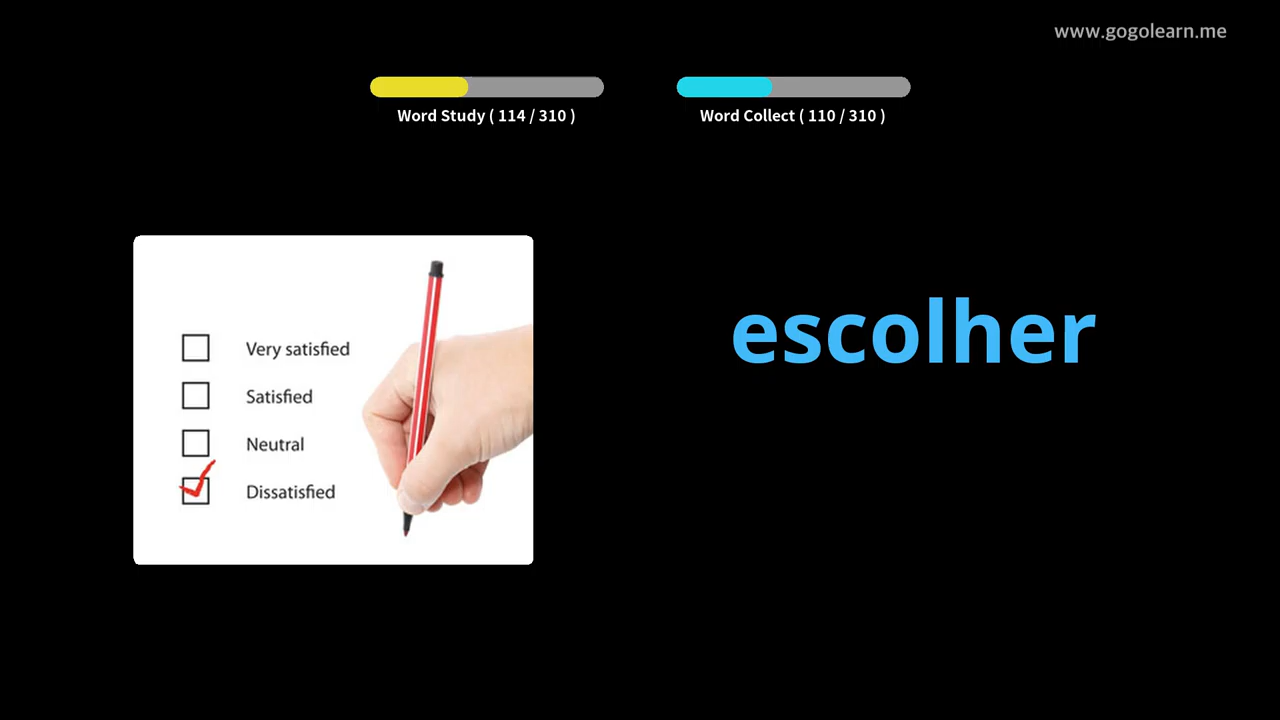 www.gogolearn.me
Word Study ( 114 / 310 )
Word Collect ( 110 / 310 )
escolher
Very satisfied
Satisfied
Neutral
Dissatisfied